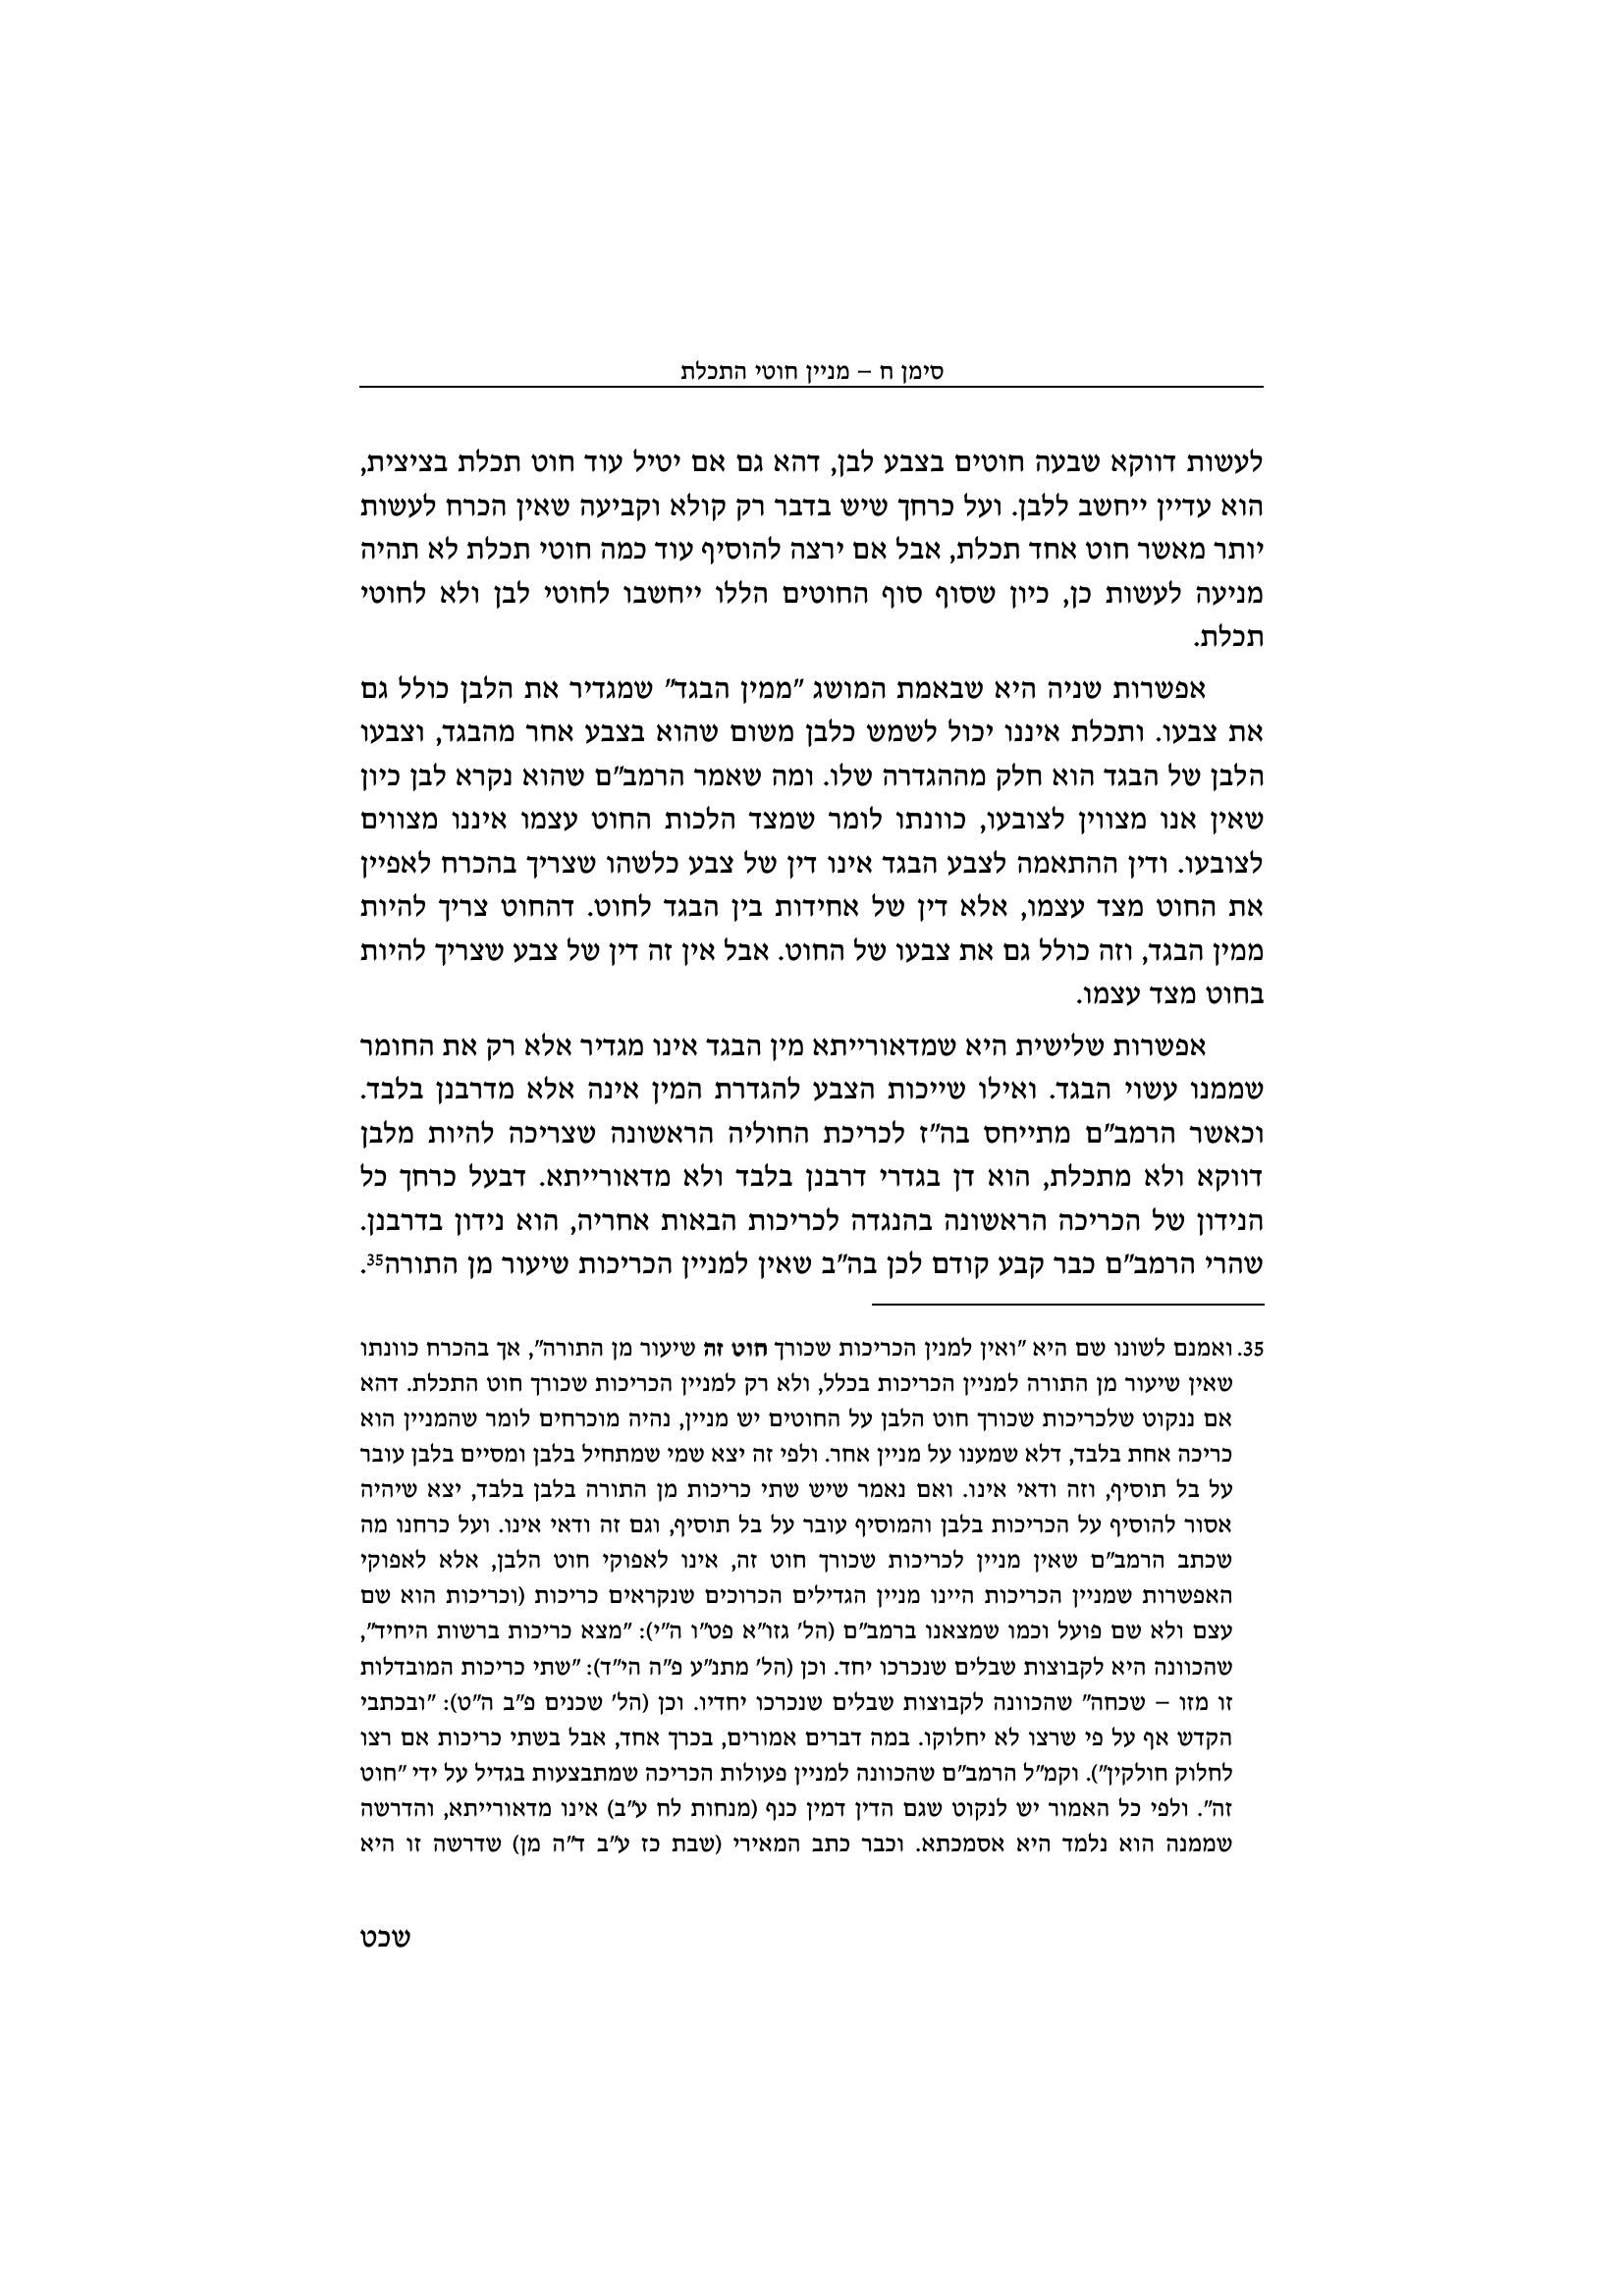 סימן ח – מניין חוטי התכלת
לעשות דווקא שבעה חוטים בצבע לבן, דהא גם אם יטיל עוד חוט תכלת בציצית,
הוא עדיין ייחשב ללבן. ועל כרחך שיש בדבר רק קולא וקביעה שאין הכרח לעשות
יותר מאשר חוט אחד תכלת, אבל אם ירצה להוסיף עוד כמה חוטי תכלת לא תהיה
מניעה לעשות כן, כיון שסוף סוף החוטים הללו ייחשבו לחוטי לבן ולא לחוטי
תכלת.
אפשרות שניה היא שבאמת המושג "ממין הבגד" שמגדיר את הלבן כולל גם
את צבעו. ותכלת איננו יכול לשמש כלבן משום שהוא בצבע אחר מהבגד, וצבעו
הלבן של הבגד הוא חלק מההגדרה שלו. ומה שאמר הרמב"ם שהוא נקרא לבן כיון
שאין אנו מצווין לצובעו, כוונתו לומר שמצד הלכות החוט עצמו איננו מצווים
לצובעו. ודין ההתאמה לצבע הבגד אינו דין של צבע כלשהו שצריך בהכרח לאפיין
את החוט מצד עצמו, אלא דין של אחידות בין הבגד לחוט. דהחוט צריך להיות
ממין הבגד, וזה כולל גם את צבעו של החוט. אבל אין זה דין של צבע שצריך להיות
בחוט מצד עצמו.
אפשרות שלישית היא שמדאורייתא מין הבגד אינו מגדיר אלא רק את החומר
שממנו עשוי הבגד. ואילו שייכות הצבע להגדרת המין אינה אלא מדרבנן בלבד.
וכאשר הרמב"ם מתייחס בה"ז לכריכת החוליה הראשונה שצריכה להיות מלבן
דווקא ולא מתכלת, הוא דן בגדרי דרבנן בלבד ולא מדאורייתא. דבעל כרחך כל
הנידון של הכריכה הראשונה בהנגדה לכריכות הבאות אחריה, הוא נידון בדרבנן.
שהרי הרמב"ם כבר קבע קודם לכן בה"ב שאין למניין הכריכות שיעור מן התורה35.
35. ואמנם לשונו שם היא "ואין למנין הכריכות שכורך חוט זה שיעור מן התורה", אך בהכרח כוונתו
שאין שיעור מן התורה למניין הכריכות בכלל, ולא רק למניין הכריכות שכורך חוט התכלת. דהא
אם ננקוט שלכריכות שכורך חוט הלבן על החוטים יש מניין, נהיה מוכרחים לומר שהמניין הוא
כריכה אחת בלבד, דלא שמענו על מניין אחר. ולפי זה יצא שמי שמתחיל בלבן ומסיים בלבן עובר
על בל תוסיף, וזה ודאי אינו. ואם נאמר שיש שתי כריכות מן התורה בלבן בלבד, יצא שיהיה
אסור להוסיף על הכריכות בלבן והמוסיף עובר על בל תוסיף, וגם זה ודאי אינו. ועל כרחנו מה
שכתב הרמב"ם שאין מניין לכריכות שכורך חוט זה, אינו לאפוקי חוט הלבן, אלא לאפוקי
האפשרות שמניין הכריכות היינו מניין הגדילים הכרוכים שנקראים כריכות (וכריכות הוא שם
עצם ולא שם פועל וכמו שמצאנו ברמב"ם (הל' גזו"א פט"ו ה"י): "מצא כריכות ברשות היחיד",
שהכוונה היא לקבוצות שבלים שנכרכו יחד. וכן (הל' מתנ"ע פ"ה הי"ד): "שתי כריכות המובדלות
זו מזו – שכחה" שהכוונה לקבוצות שבלים שנכרכו יחדיו. וכן (הל' שכנים פ"ב ה"ט): "ובכתבי
הקדש אף על פי שרצו לא יחלוקו. במה דברים אמורים, בכרך אחד, אבל בשתי כריכות אם רצו
לחלוק חולקין"). וקמ"ל הרמב"ם שהכוונה למניין פעולות הכריכה שמתבצעות בגדיל על ידי "חוט
זה". ולפי כל האמור יש לנקוט שגם הדין דמין כנף (מנחות לח ע"ב) אינו מדאורייתא, והדרשה
שממנה הוא נלמד היא אסמכתא. וכבר כתב המאירי (שבת כז ע"ב ד"ה מן) שדרשה זו היא
שכט